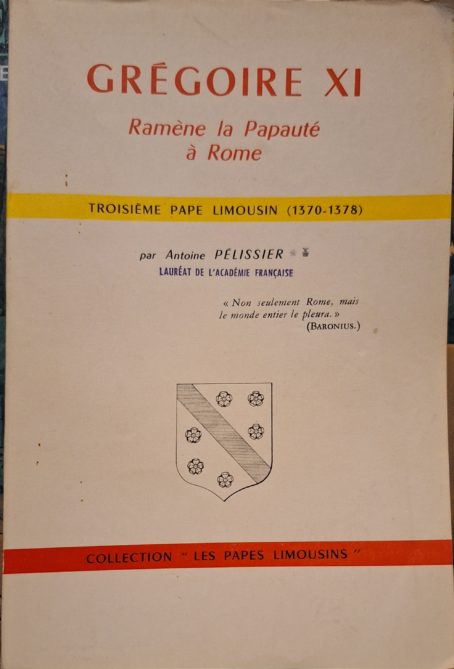 GRÉGOIRE XI
Ramène la Papauté
à Rome
TROISIÈME PAPE LIMOUSIN (1370-1378)
par Antoine PÉLISSIER
LAURÉAT DE L'ACADÉMIE FRANÇAISE
« Non seulement Rome, mais
le monde entier le pleura. »
(BARONIUS.)
COLLECTION " LES PAPES LIMOUSINS "